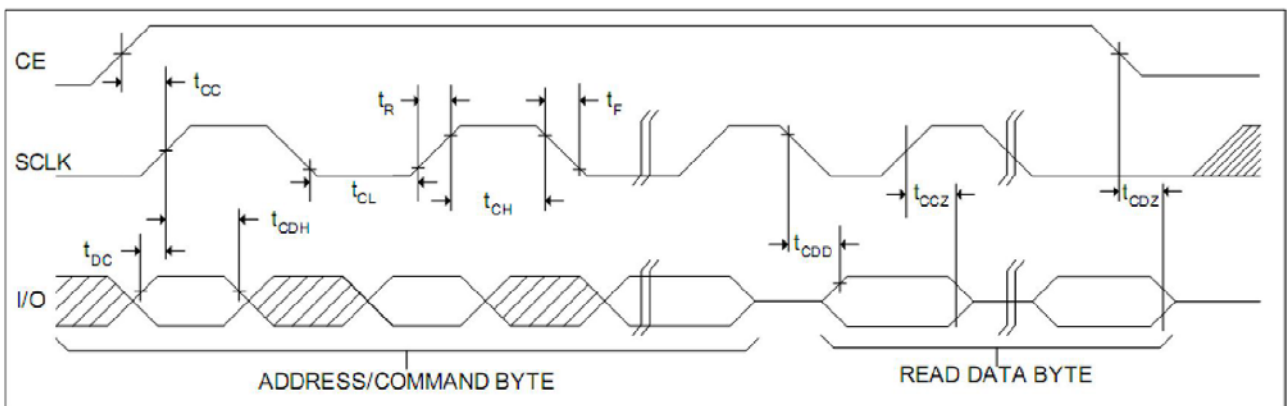 CE
t_CC
t_R
t_F
SCLK
t_CL
t_CH
t_CCZ
t_CDZ
t_CDH
t_DC
t_CDD
I/O
ADDRESS/COMMAND BYTE
READ DATA BYTE